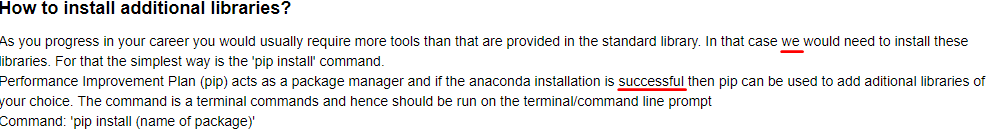 How to install additional libraries?
As you progress in your career you would usually require more tools than that are provided in the standard library. In that case we would need to install these
libraries. For that the simplest way is the 'pip install' command.
Performance Improvement Plan (pip) acts as a package manager and if the anaconda installation is successful then pip can be used to add aditional libraries of
your choice. The command is a terminal commands and hence should be run on the terminal/command line prompt
Command: 'pip install (name of package)'